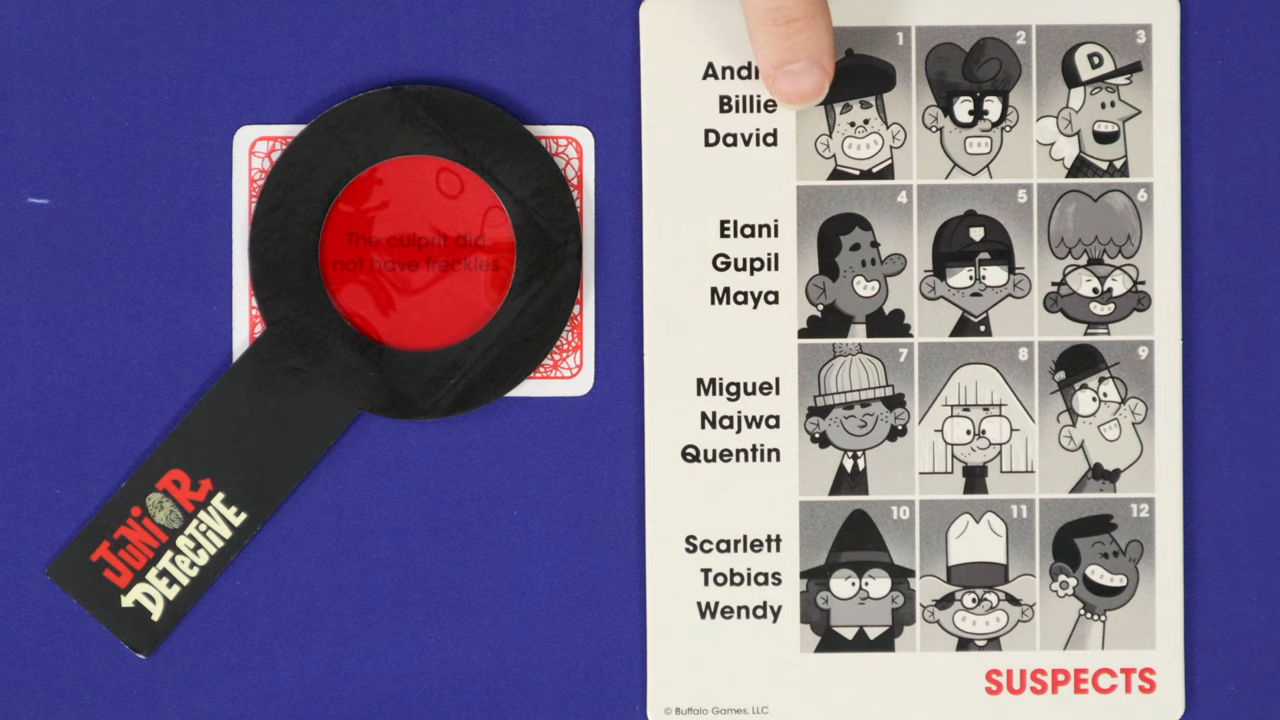 The culprit did
not have freckles
JUNiOR
DETECTiVE
Billie
David
Elani
Gupil
Maya
Miguel
Najwa
Quentin
Scarlett
Tobias
Wendy
1
2
3
D
4
5
6
7
8
9
10
11
12
SUSPECTS
© Buffalo Games, LLC